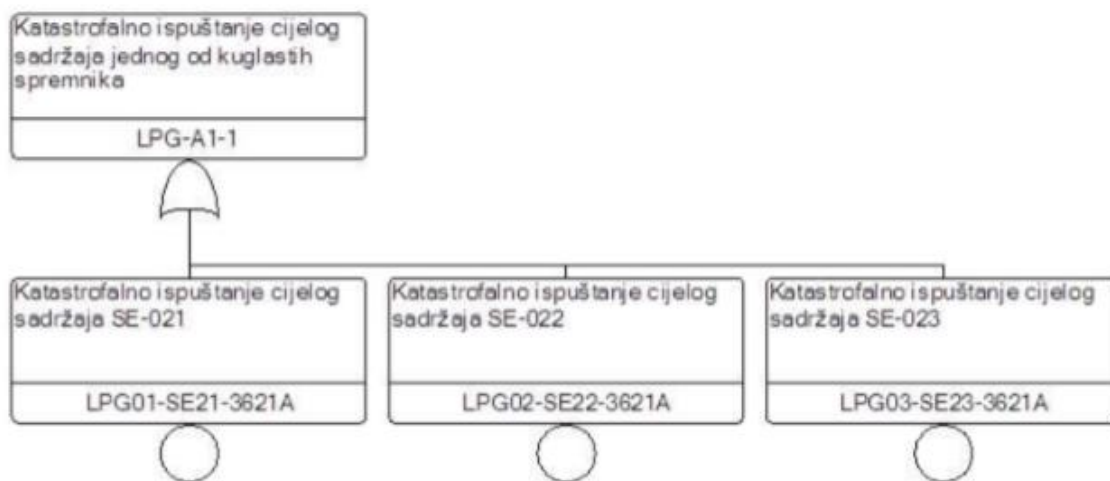 Katastrofalno ispuštanje cijelog
sadržaja jednog od kuglastih
spremnika
LPG-A1-1
Katastrofalno ispuštanje cijelog
sadržaja SE-021
LPG01-SE21-3621A
Katastrofalno ispuštanje cijelog
sadržaja SE-022
LPG02-SE22-3621A
Katastrofalno ispuštanje cijelog
sadržaja SE-023
LPG03-SE23-3621A